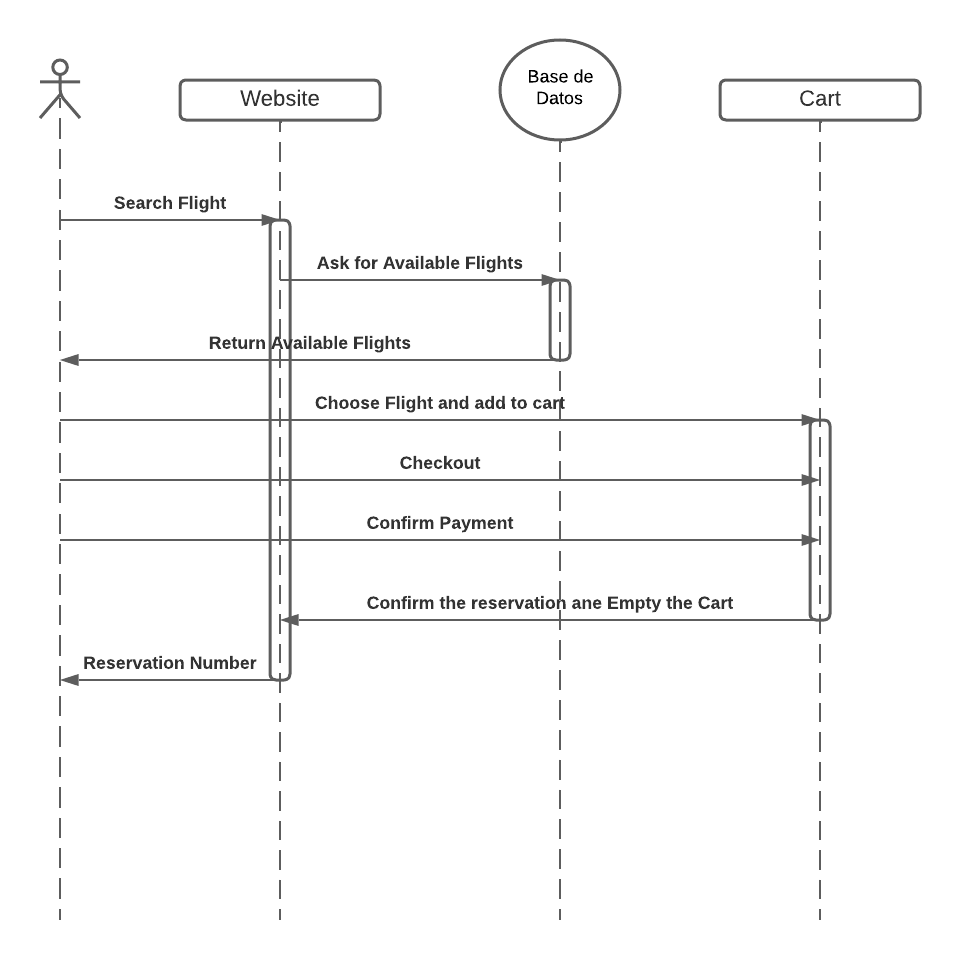 Website
Base de
Datos
Cart
Search Flight
Ask for Available Flights
Return Available Flights
Choose Flight and add to cart
Checkout
Confirm Payment
Confirm the reservation ane Empty the Cart
Reservation Number